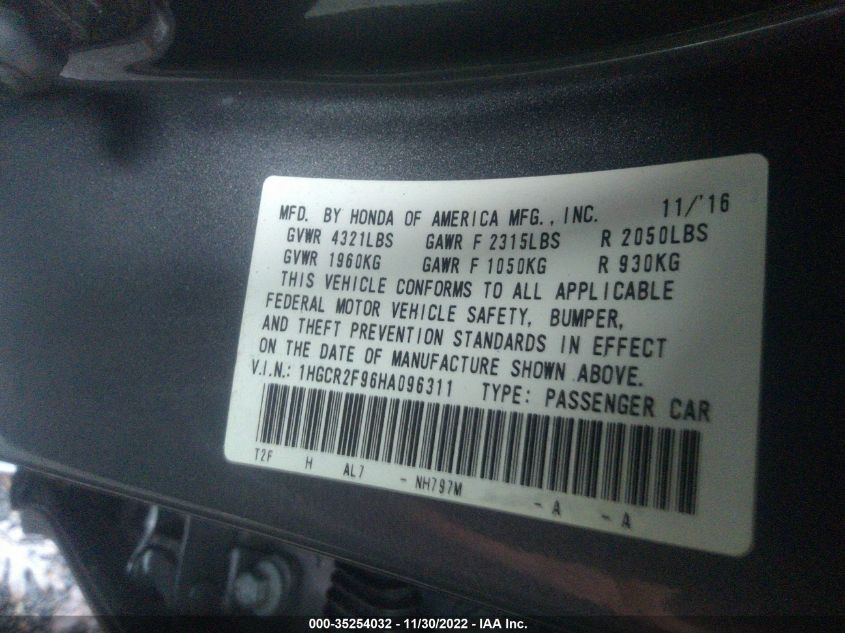 MFD. BY HONDA OF AMERICA MFG., INC. 11/'16
GVWR 4321LBS GAWR F 2315LBS R 2050LBS
GVWR 1960KG GAWR F 1050KG R 930KG
THIS VEHICLE CONFORMS TO ALL APPLICABLE
FEDERAL MOTOR VEHICLE SAFETY, BUMPER,
AND THEFT PREVENTION STANDARDS IN EFFECT
ON THE DATE OF MANUFACTURE SHOWN ABOVE.
V.I.N.: 1HGCR2F96HA096311 TYPE: PASSENGER CAR
T2F H AL7 - NH797M - A - A
000-35254032 - 11/30/2022 - IAA Inc.